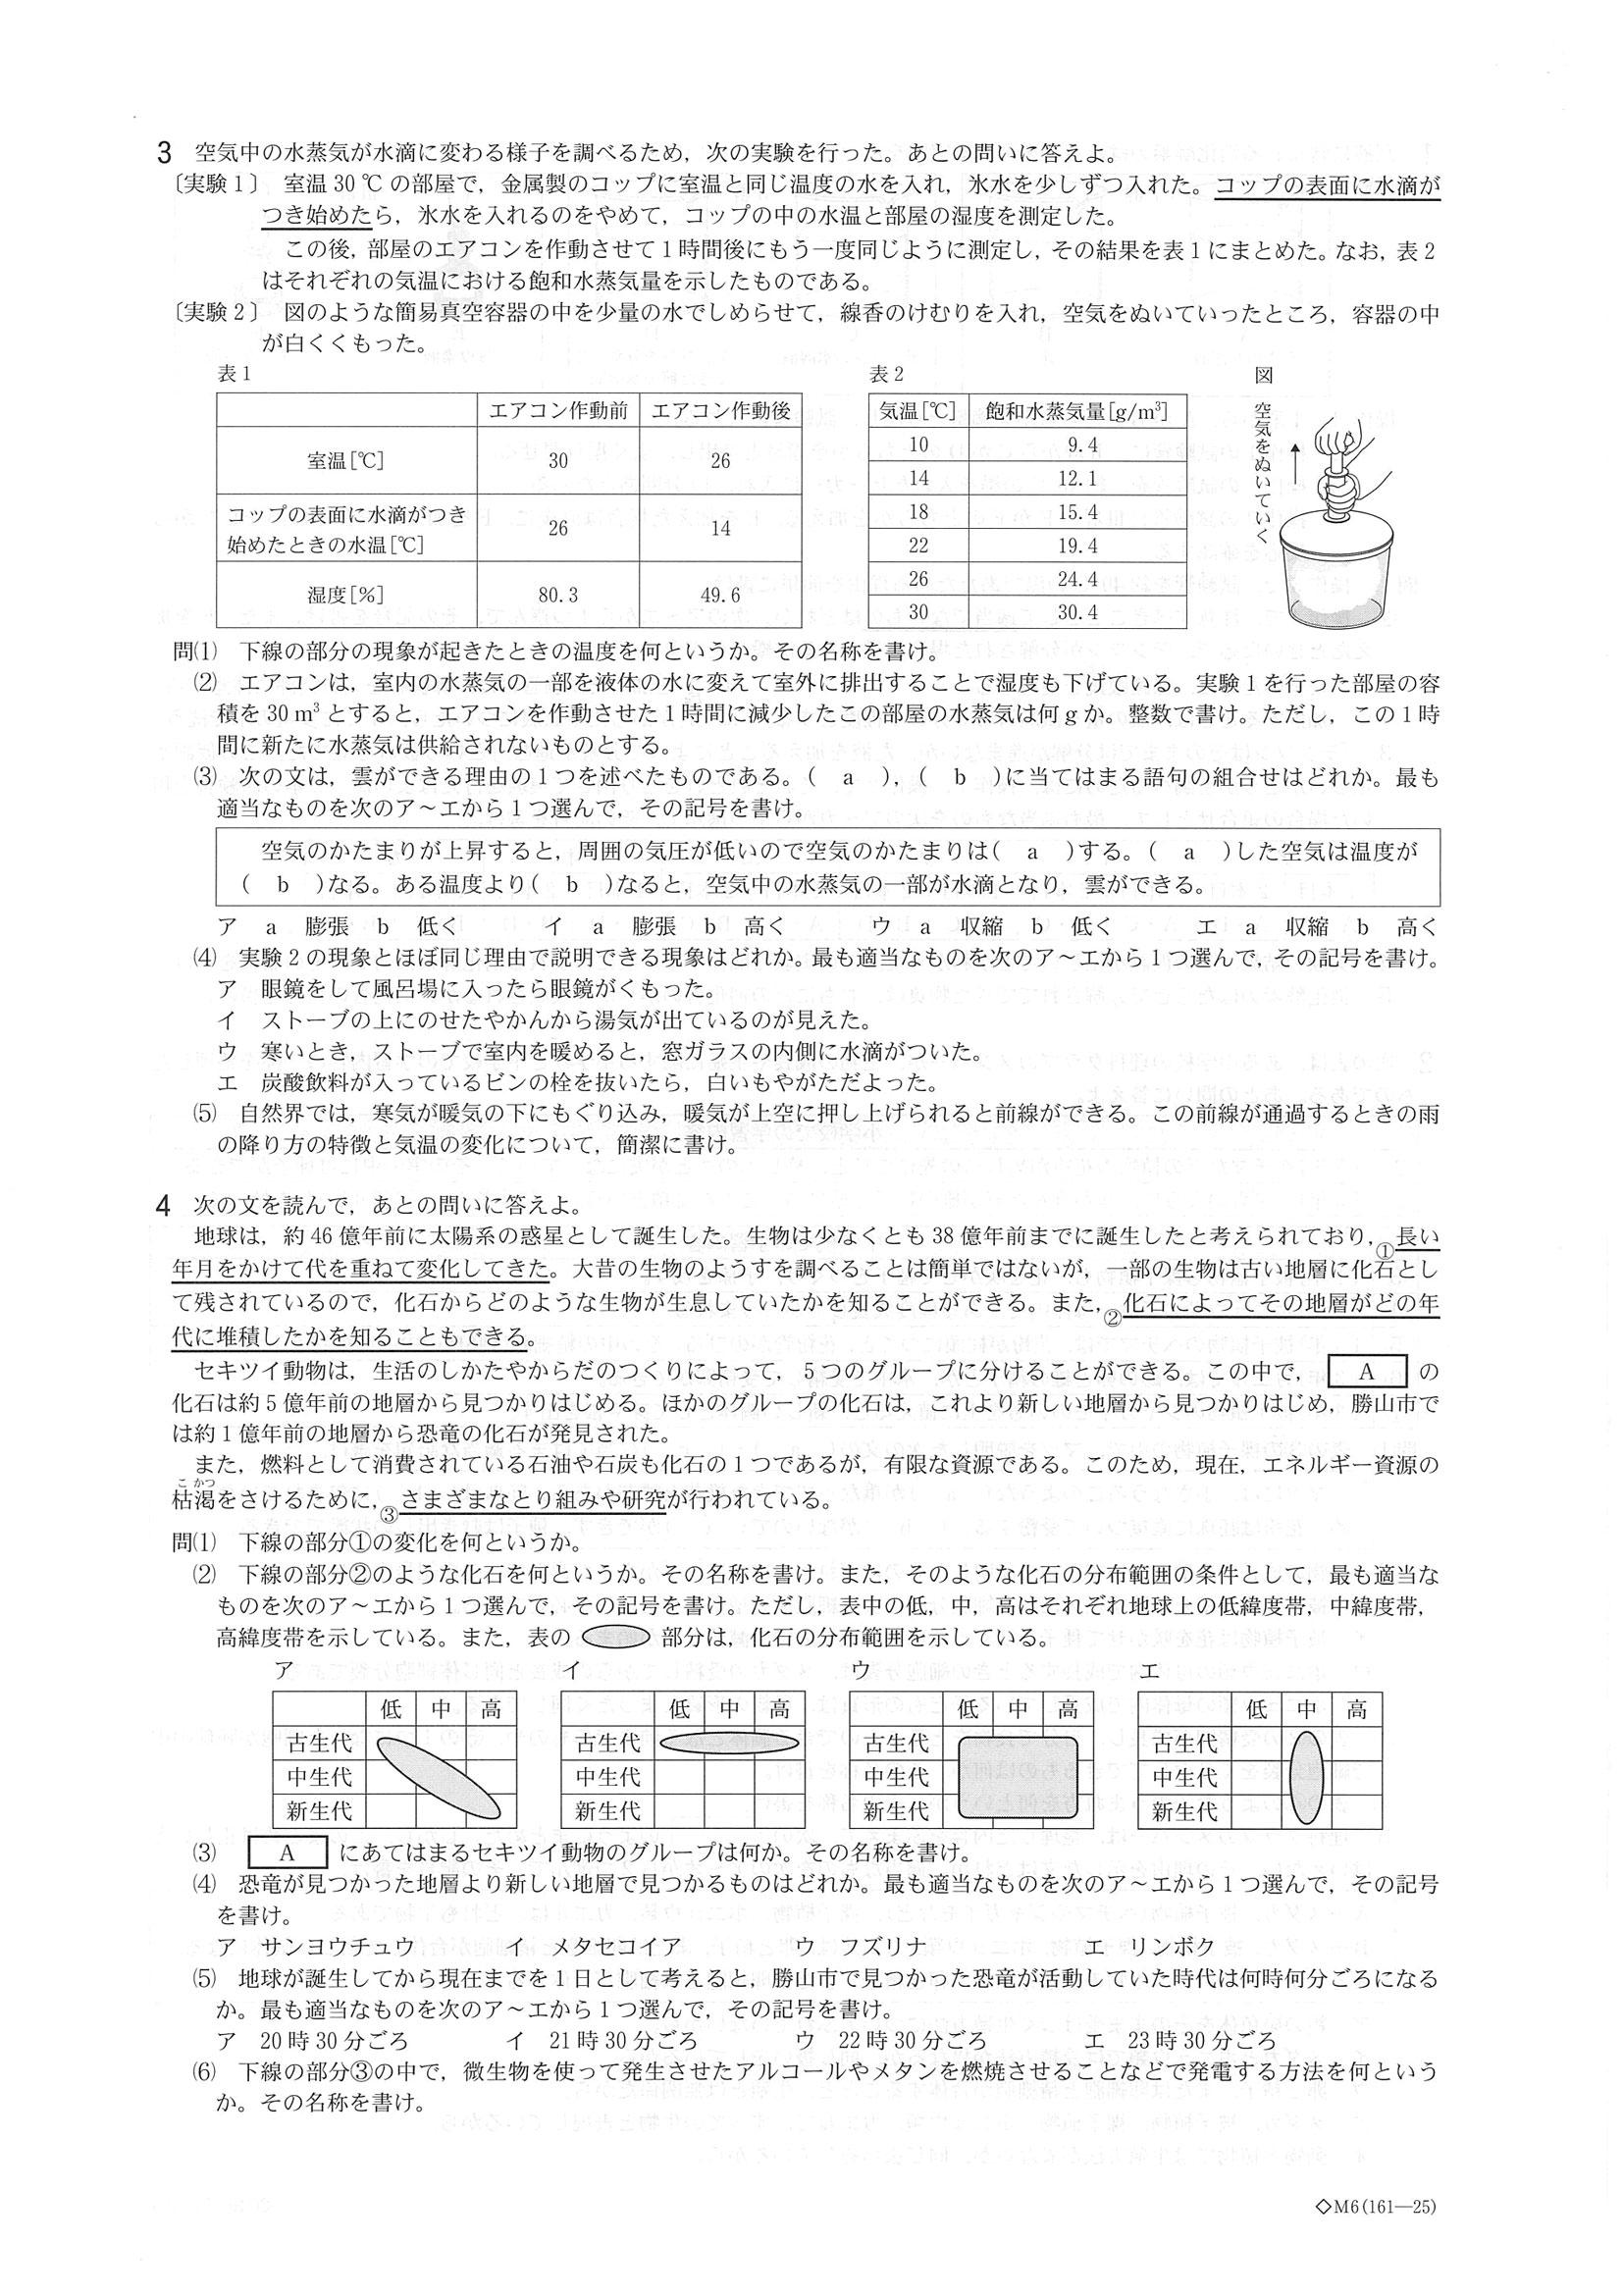 3 空気中の水蒸気が水滴に変わる様子を調べるため，次の実験を行った。あとの問いに答えよ。
〔実験1〕 室温30℃の部屋で，金属製のコップに室温と同じ温度の水を入れ，氷水を少しずつ入れた。コップの表面に水滴が
つき始めたら，氷水を入れるのをやめて，コップの中の水温と部屋の湿度を測定した。
この後，部屋のエアコンを作動させて1時間後にもう一度同じように測定し，その結果を表1にまとめた。なお，表2
はそれぞれの気温における飽和水蒸気量を示したものである。
〔実験2〕 図のような簡易真空容器の中を少量の水でしめらせて，線香のけむりを入れ，空気をぬいていったところ，容器の中
が白くくもった。
表1
エアコン作動前 エアコン作動後
室温[℃] 30 26
コップの表面に水滴がつき始めたときの水温[℃] 26 14
湿度[%] 80.3 49.6
表2
気温[℃] 飽和水蒸気量[g/m³]
10 9.4
14 12.1
18 15.4
22 19.4
26 24.4
30 30.4
図
空気をぬいていく
問⑴ 下線の部分の現象が起きたときの温度を何というか。その名称を書け。
⑵ エアコンは，室内の水蒸気の一部を液体の水に変えて室外に排出することで湿度も下げている。実験1を行った部屋の容
積を30m³とすると，エアコンを作動させた1時間に減少したこの部屋の水蒸気は何gか。整数で書け。ただし，この1時
間に新たに水蒸気は供給されないものとする。
⑶ 次の文は，雲ができる理由の1つを述べたものである。( a )，( b )に当てはまる語句の組合せはどれか。最も
適当なものを次のア～エから1つ選んで，その記号を書け。
空気のかたまりが上昇すると，周囲の気圧が低いので空気のかたまりは( a )する。( a )した空気は温度が
( b )なる。ある温度より( b )なると，空気中の水蒸気の一部が水滴となり，雲ができる。
ア a 膨張 b 低く イ a 膨張 b 高く ウ a 収縮 b 低く エ a 収縮 b 高く
⑷ 実験2の現象とほぼ同じ理由で説明できる現象はどれか。最も適当なものを次のア～エから1つ選んで，その記号を書け。
ア 眼鏡をして風呂場に入ったら眼鏡がくもった。
イ ストーブの上にのせたやかんから湯気が出ているのが見えた。
ウ 寒いとき，ストーブで室内を暖めると，窓ガラスの内側に水滴がついた。
エ 炭酸飲料が入っているビンの栓を抜いたら，白いもやがただよった。
⑸ 自然界では，寒気が暖気の下にもぐり込み，暖気が上空に押し上げられると前線ができる。この前線が通過するときの雨
の降り方の特徴と気温の変化について，簡潔に書け。
4 次の文を読んで，あとの問いに答えよ。
地球は，約46億年前に太陽系の惑星として誕生した。生物は少なくとも38億年前までに誕生したと考えられており，①長い
年月をかけて代を重ねて変化してきた。大昔の生物のようすを調べることは簡単ではないが，一部の生物は古い地層に化石とし
て残されているので，化石からどのような生物が生息していたかを知ることができる。また，②化石によってその地層がどの年
代に堆積したかを知ることもできる。
セキツイ動物は，生活のしかたやからだのつくりによって，5つのグループに分けることができる。この中で， A の
化石は約5億年前の地層から見つかりはじめる。ほかのグループの化石は，これより新しい地層から見つかりはじめ，勝山市で
は約1億年前の地層から恐竜の化石が発見された。
また，燃料として消費されている石油や石炭も化石の1つであるが，有限な資源である。このため，現在，エネルギー資源の
こかつ
枯渇をさけるために，③さまざまなとり組みや研究が行われている。
問⑴ 下線の部分①の変化を何というか。
⑵ 下線の部分②のような化石を何というか。その名称を書け。また，そのような化石の分布範囲の条件として，最も適当な
ものを次のア～エから1つ選んで，その記号を書け。ただし，表中の低，中，高はそれぞれ地球上の低緯度帯，中緯度帯，
高緯度帯を示している。また，表の 部分は，化石の分布範囲を示している。
ア イ ウ エ
低 中 高 低 中 高 低 中 高 低 中 高
古生代 古生代 古生代 古生代
中生代 中生代 中生代 中生代
新生代 新生代 新生代 新生代
⑶ A にあてはまるセキツイ動物のグループは何か。その名称を書け。
⑷ 恐竜が見つかった地層より新しい地層で見つかるものはどれか。最も適当なものを次のア～エから1つ選んで，その記号
を書け。
ア サンヨウチュウ イ メタセコイア ウ フズリナ エ リンボク
⑸ 地球が誕生してから現在までを1日として考えると，勝山市で見つかった恐竜が活動していた時代は何時何分ごろになる
か。最も適当なものを次のア～エから1つ選んで，その記号を書け。
ア 20時30分ごろ イ 21時30分ごろ ウ 22時30分ごろ エ 23時30分ごろ
⑹ 下線の部分③の中で，微生物を使って発生させたアルコールやメタンを燃焼させることなどで発電する方法を何という
か。その名称を書け。
◇M6(161—25)